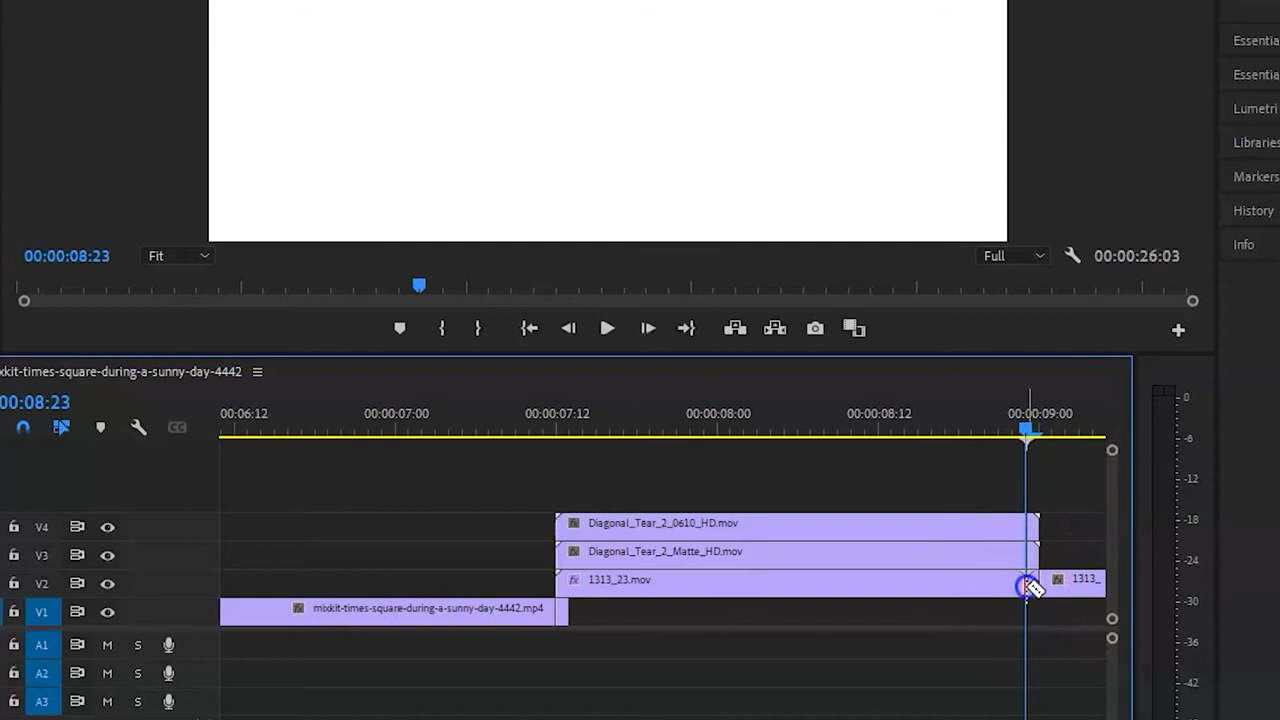 Essentia
Essentia
Lumetri
Libraries
Markers
History
Info
00:00:08:23
Fit
Full
00:00:26:03
xkit-times-square-during-a-sunny-day-4442
00:08:23
CC
00:00:06:12
00:00:07:00
00:00:07:12
00:00:08:00
00:00:08:12
00:00:09:00
V4
Diagonal_Tear_2_0610_HD.mov
V3
Diagonal_Tear_2_Matte_HD.mov
V2
1313_23.mov
1313_
V1
mixkit-times-square-during-a-sunny-day-4442.mp4
A1 M S
A2 M S
A3 M S
0
-6
-12
-18
-24
-30
-36
-42